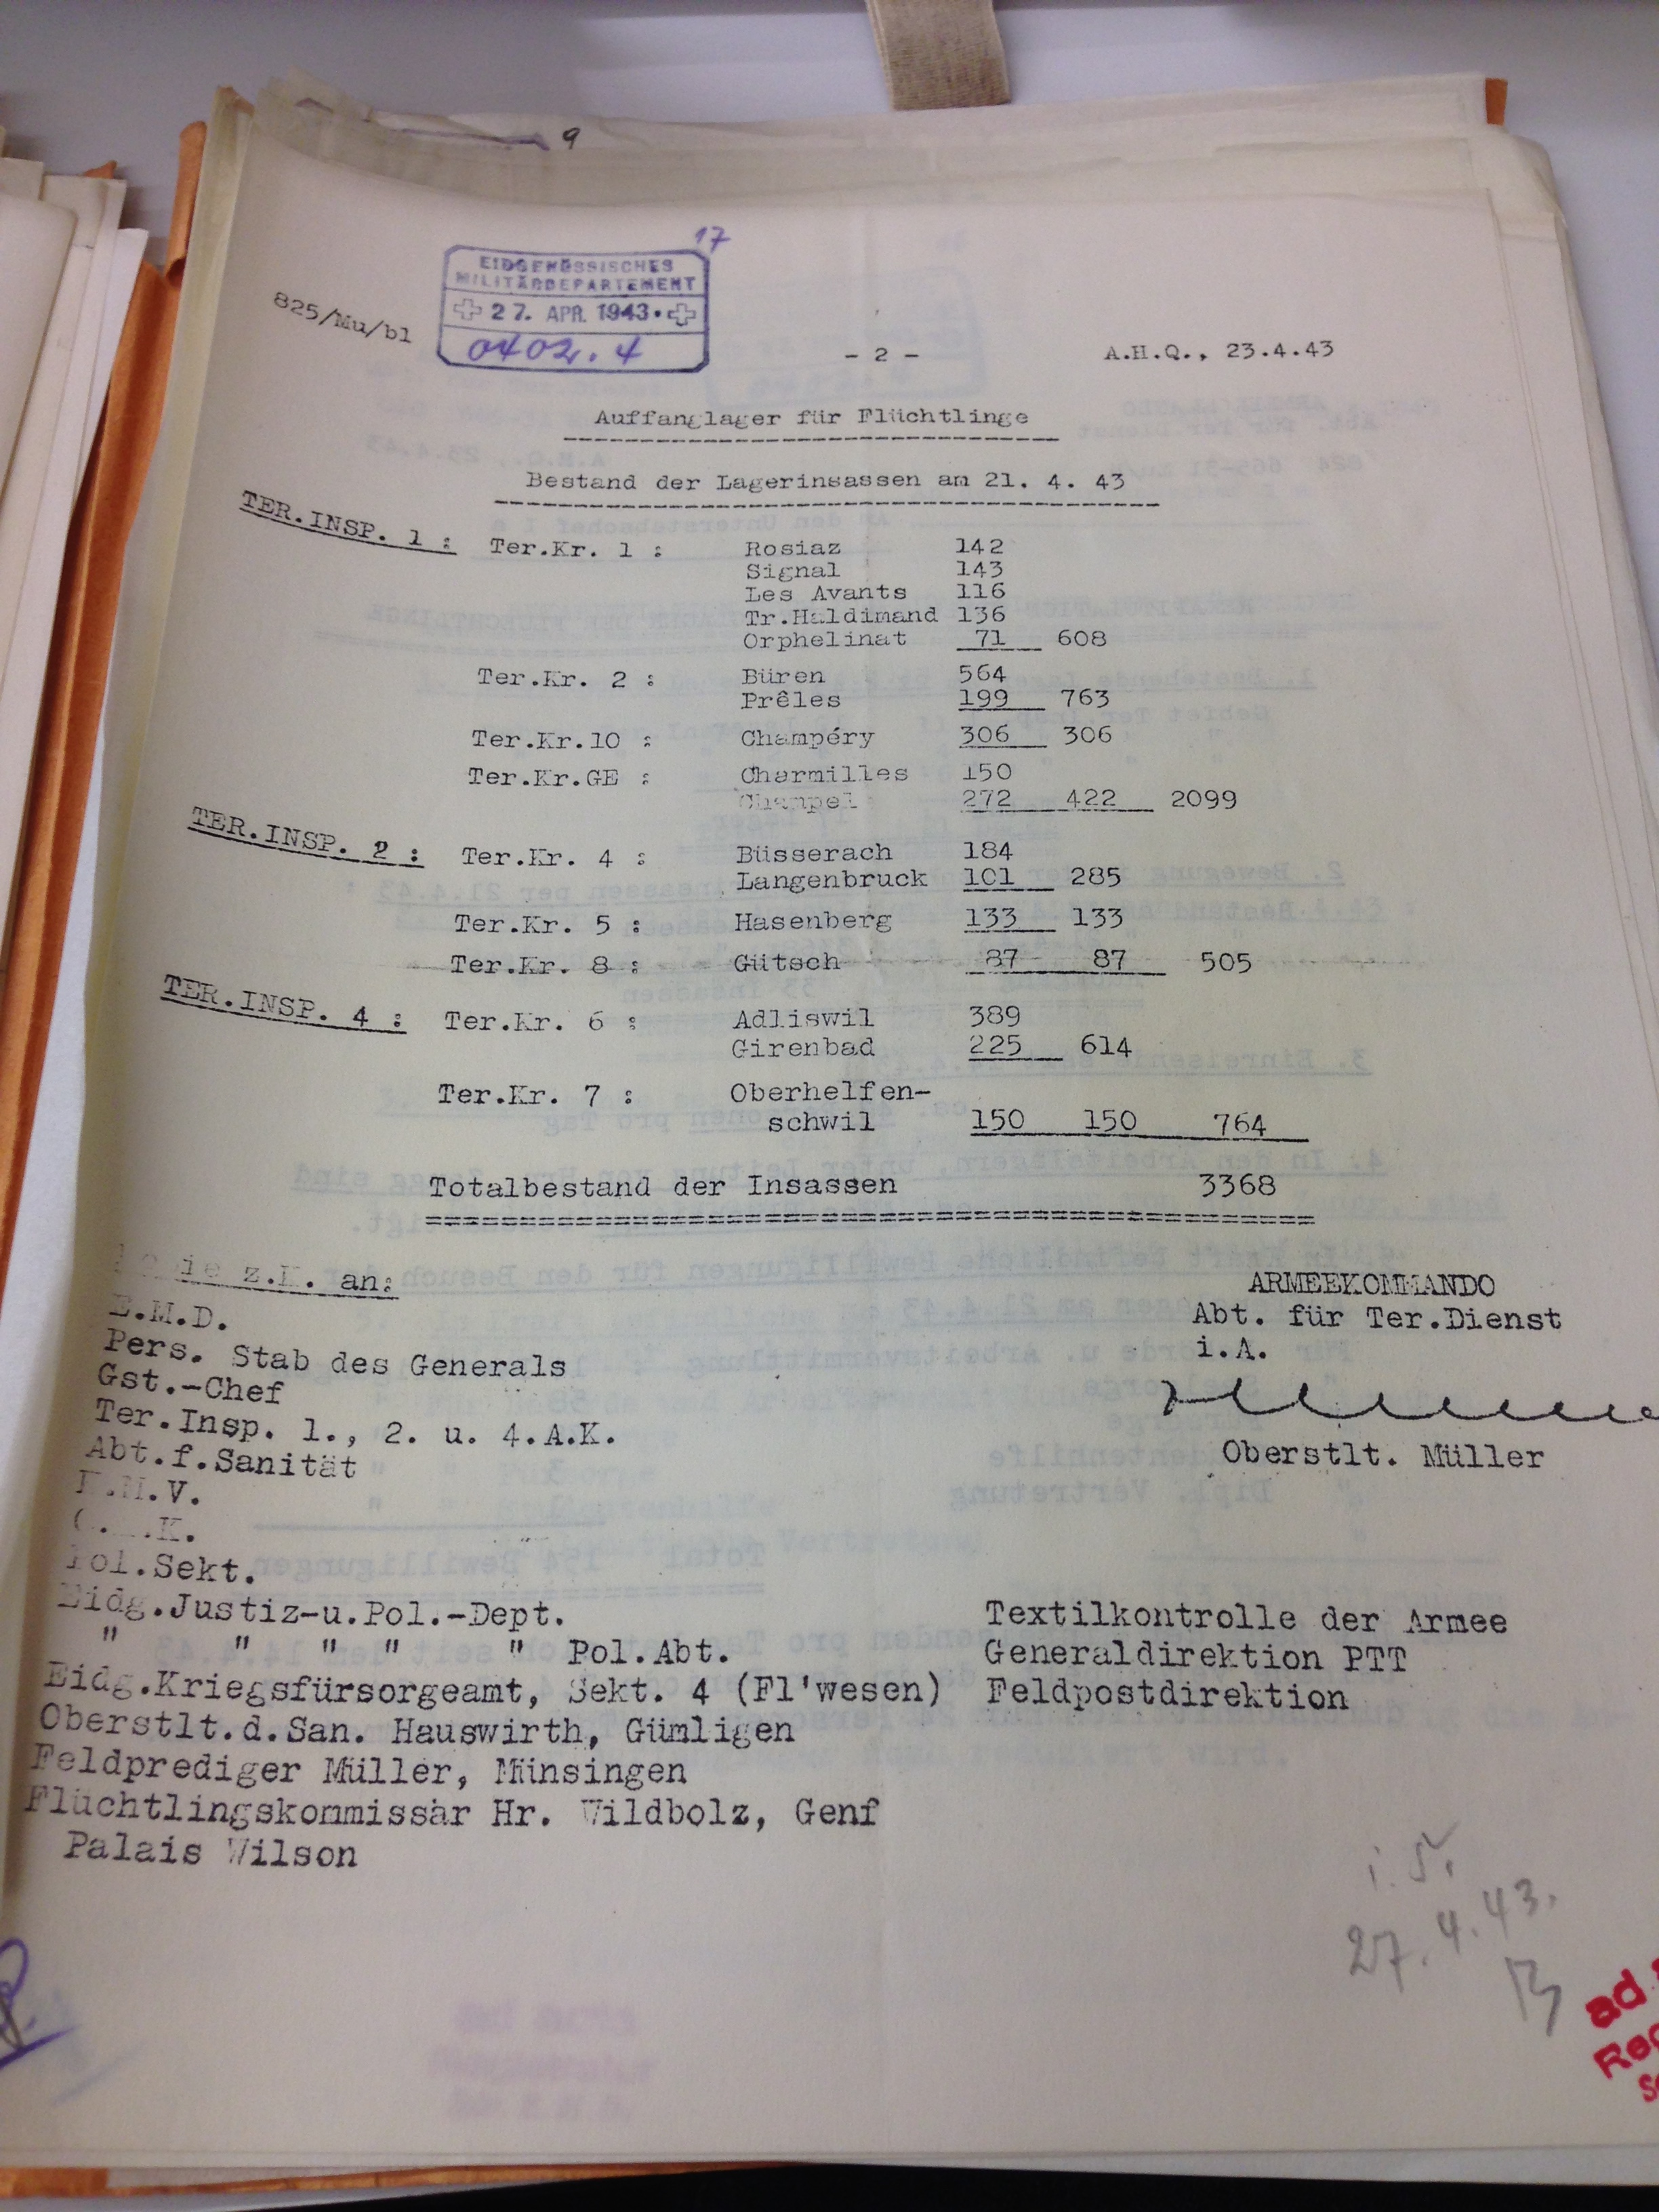 9
17
EIDGENÖSSISCHES
MILITÄRDEPARTEMENT
27. APR. 1943
0402.4
825/Mu/bl
- 2 -
A.H.Q., 23.4.43
Auffanglager für Flüchtlinge
Bestand der Lagerinsassen am 21. 4. 43
TER.INSP. 1 : Ter.Kr. 1 : Rosiaz 142
Signal 143
Les Avants 116
Tr.Haldimand 136
Orphelinat 71 608
Ter.Kr. 2 : Büren 564
Prêles 199 763
Ter.Kr.10 : Champéry 306 306
Ter.Kr.GE : Charmilles 150
Champel 272 422 2099
TER.INSP. 2 : Ter.Kr. 4 : Büsserach 184
Langenbruck 101 285
Ter.Kr. 5 : Hasenberg 133 133
Ter.Kr. 8 : Gütsch 87 87 505
TER.INSP. 4 : Ter.Kr. 6 : Adliswil 389
Girenbad 225 614
Ter.Kr. 7 : Oberhelfen-
schwil 150 150 764
Totalbestand der Insassen 3368
z.K. an:
E.M.D.
Pers. Stab des Generals
Gst.-Chef
Ter.Insp. 1., 2. u. 4.A.K.
Abt.f.Sanität
Pol.Sekt.
Eidg.Justiz-u.Pol.-Dept.
" " " " " Pol.Abt.
Eidg.Kriegsfürsorgeamt, Sekt. 4 (Fl'wesen)
Oberstlt.d.San. Hauswirth, Gümligen
Feldprediger Müller, Münsingen
Flüchtlingskommissär Hr. Wildbolz, Genf
Palais Wilson
ARMEEKOMMANDO
Abt. für Ter.Dienst
i.A.
Oberstlt. Müller
Textilkontrolle der Armee
Generaldirektion PTT
Feldpostdirektion
27.4.43.
ad